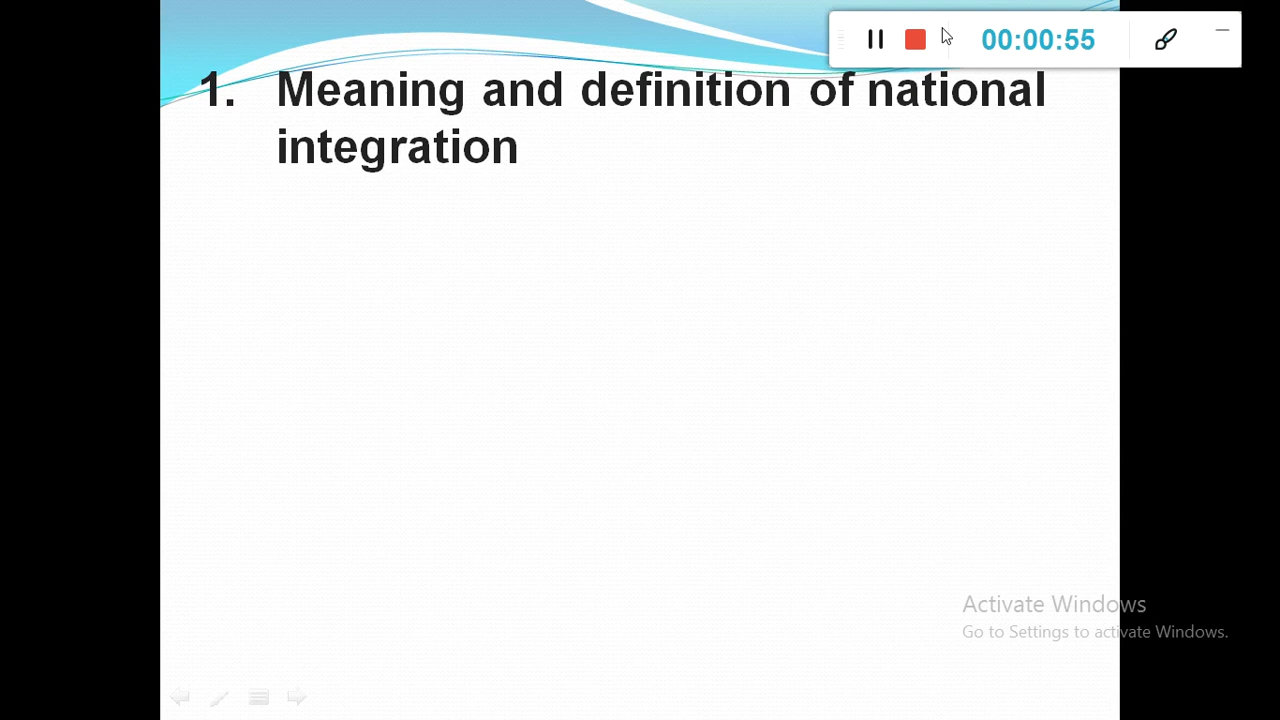 00:00:55
1. Meaning and definition of national
integration
Activate Windows
Go to Settings to activate Windows.